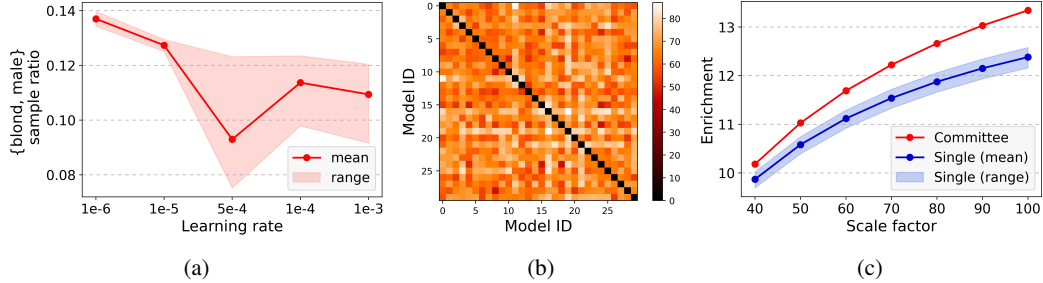 {blond, male}
sample ratio
0.14
0.12
0.10
0.08
mean
range
1e-6 1e-5 5e-4 1e-4 1e-3
Learning rate
(a)
Model ID
0
5
10
15
20
25
0 5 10 15 20 25
Model ID
80
70
60
50
40
30
20
10
0
(b)
Enrichment
13
12
11
10
Committee
Single (mean)
Single (range)
40 50 60 70 80 90 100
Scale factor
(c)